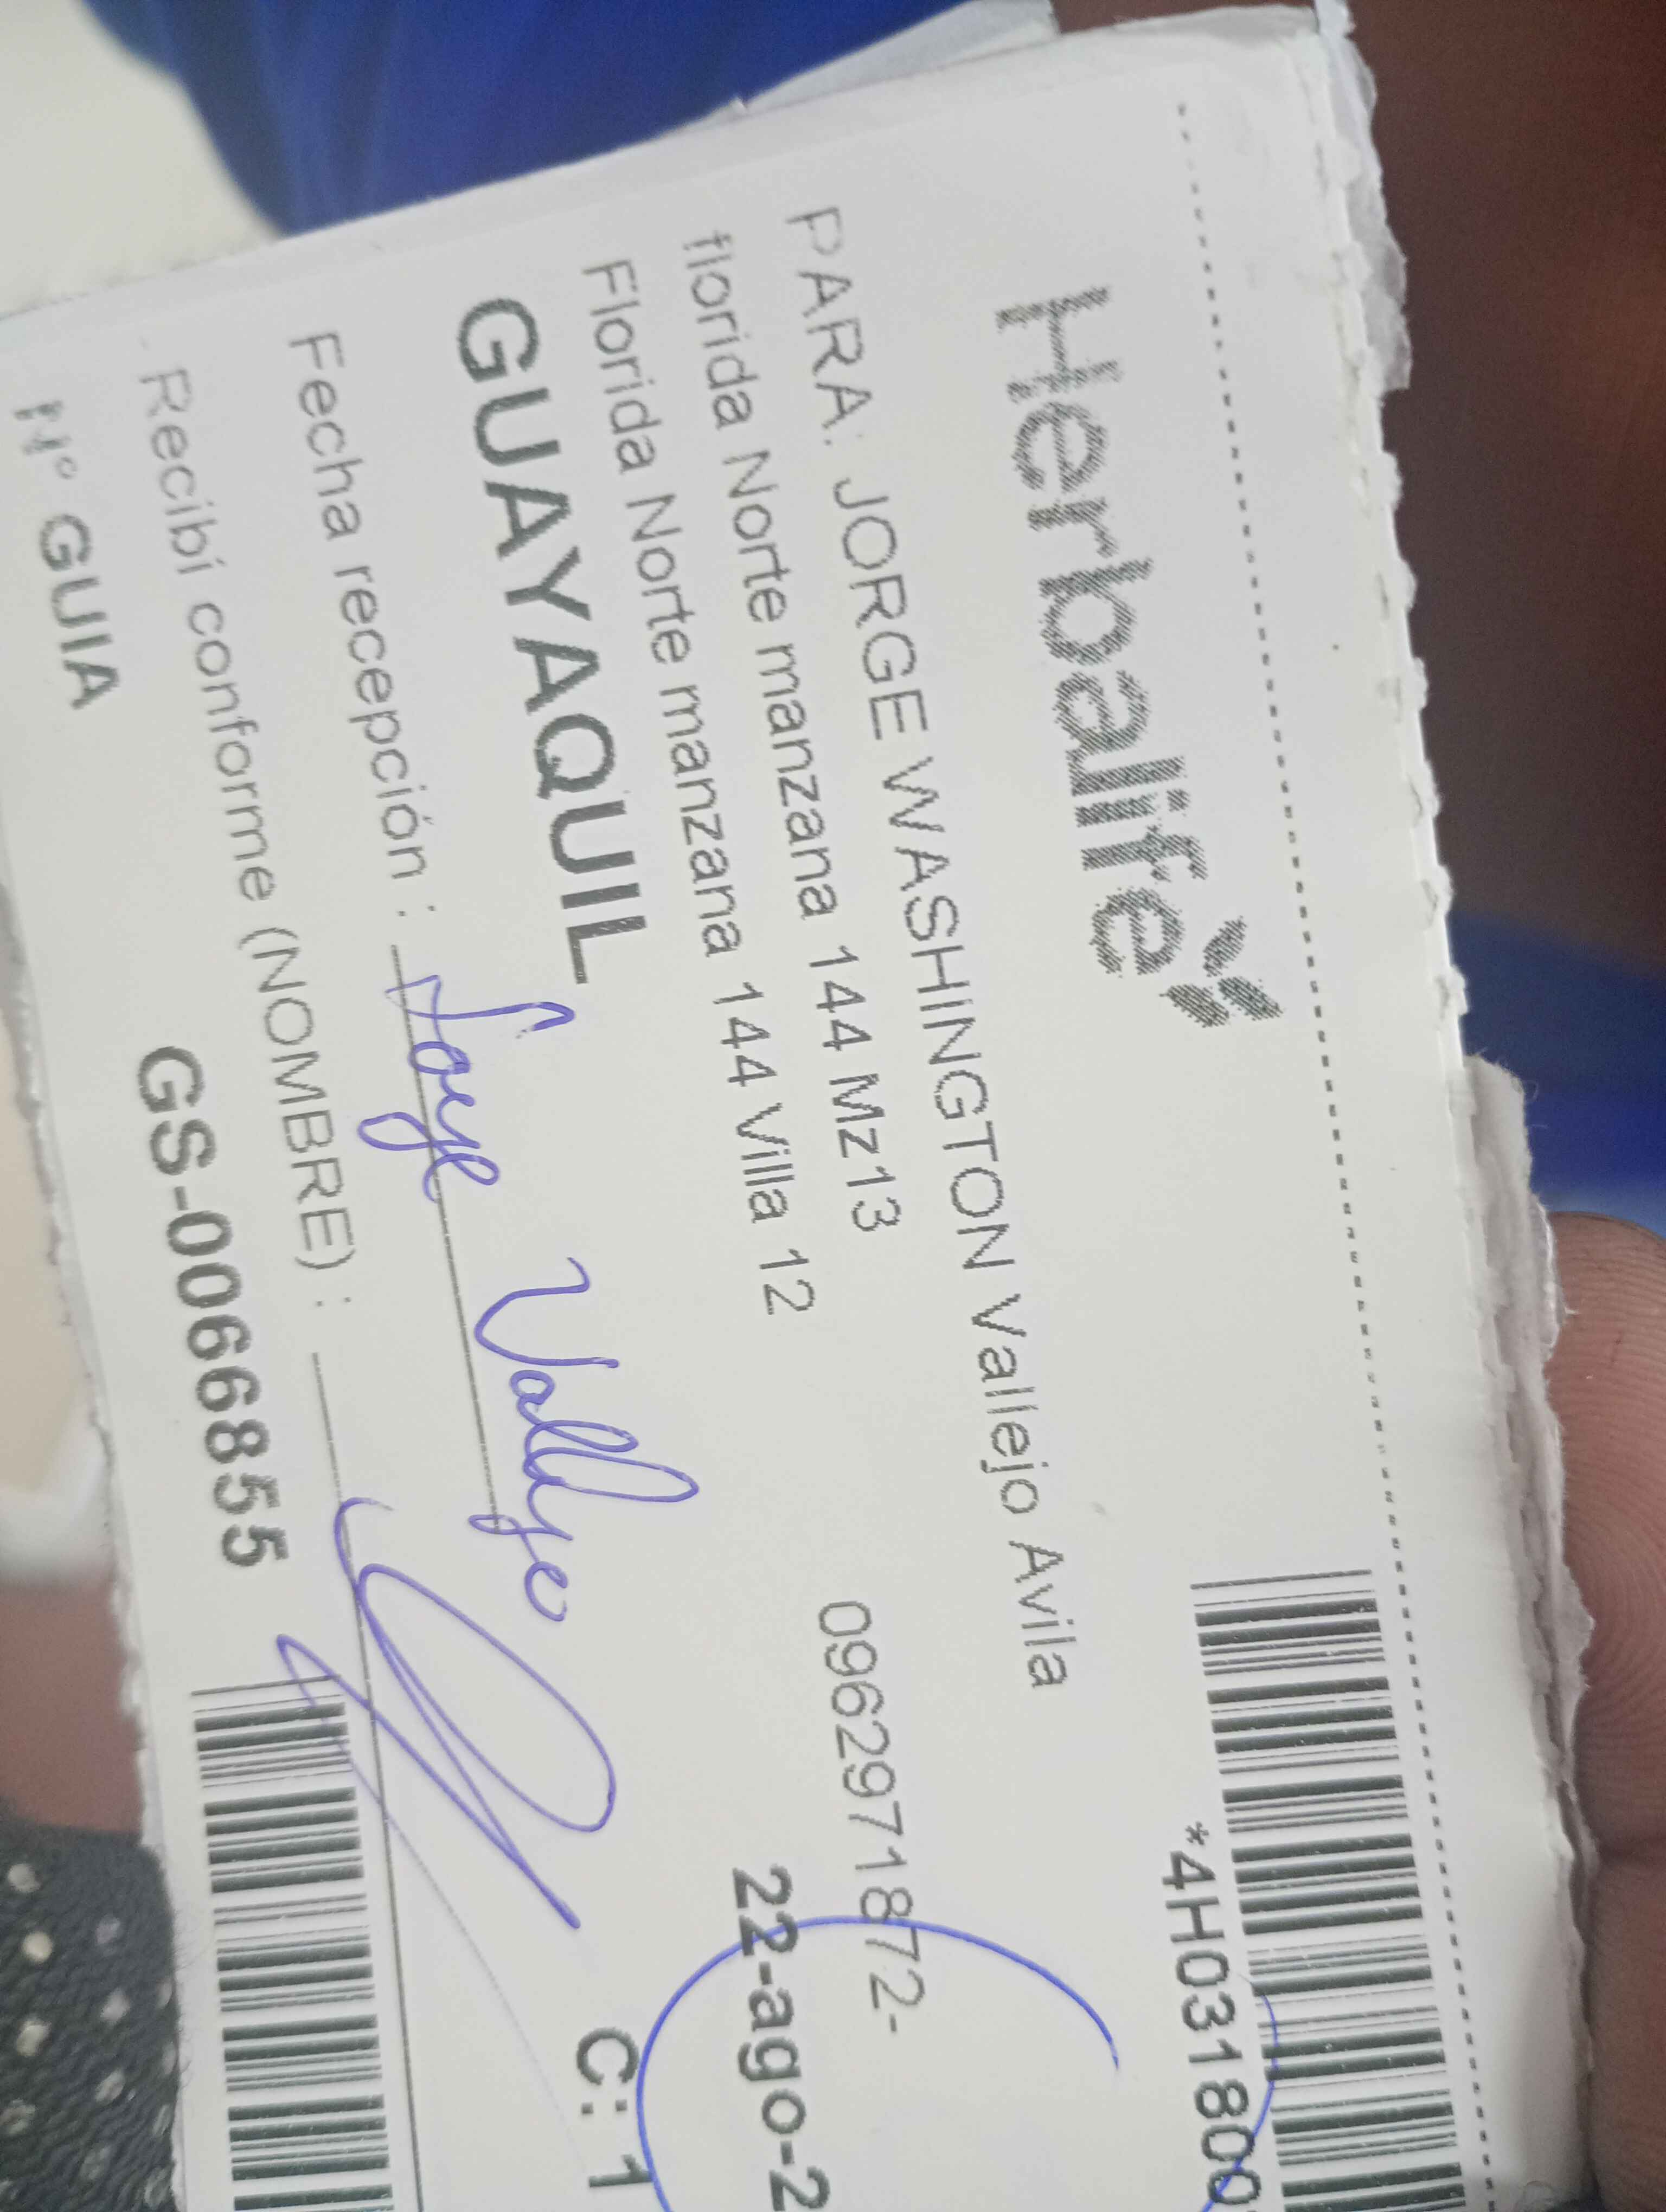 Herbalife
*4H031800
PARA: JORGE WASHINGTON Vallejo Avila
florida Norte manzana 144 Mz13 0962971872-
Florida Norte manzana 144 Villa 12
22-ago-2
GUAYAQUIL
C: 1
Fecha recepción : Jorge Vallejo
Recibí conforme (NOMBRE) :
Nº GUIA GS-0066855